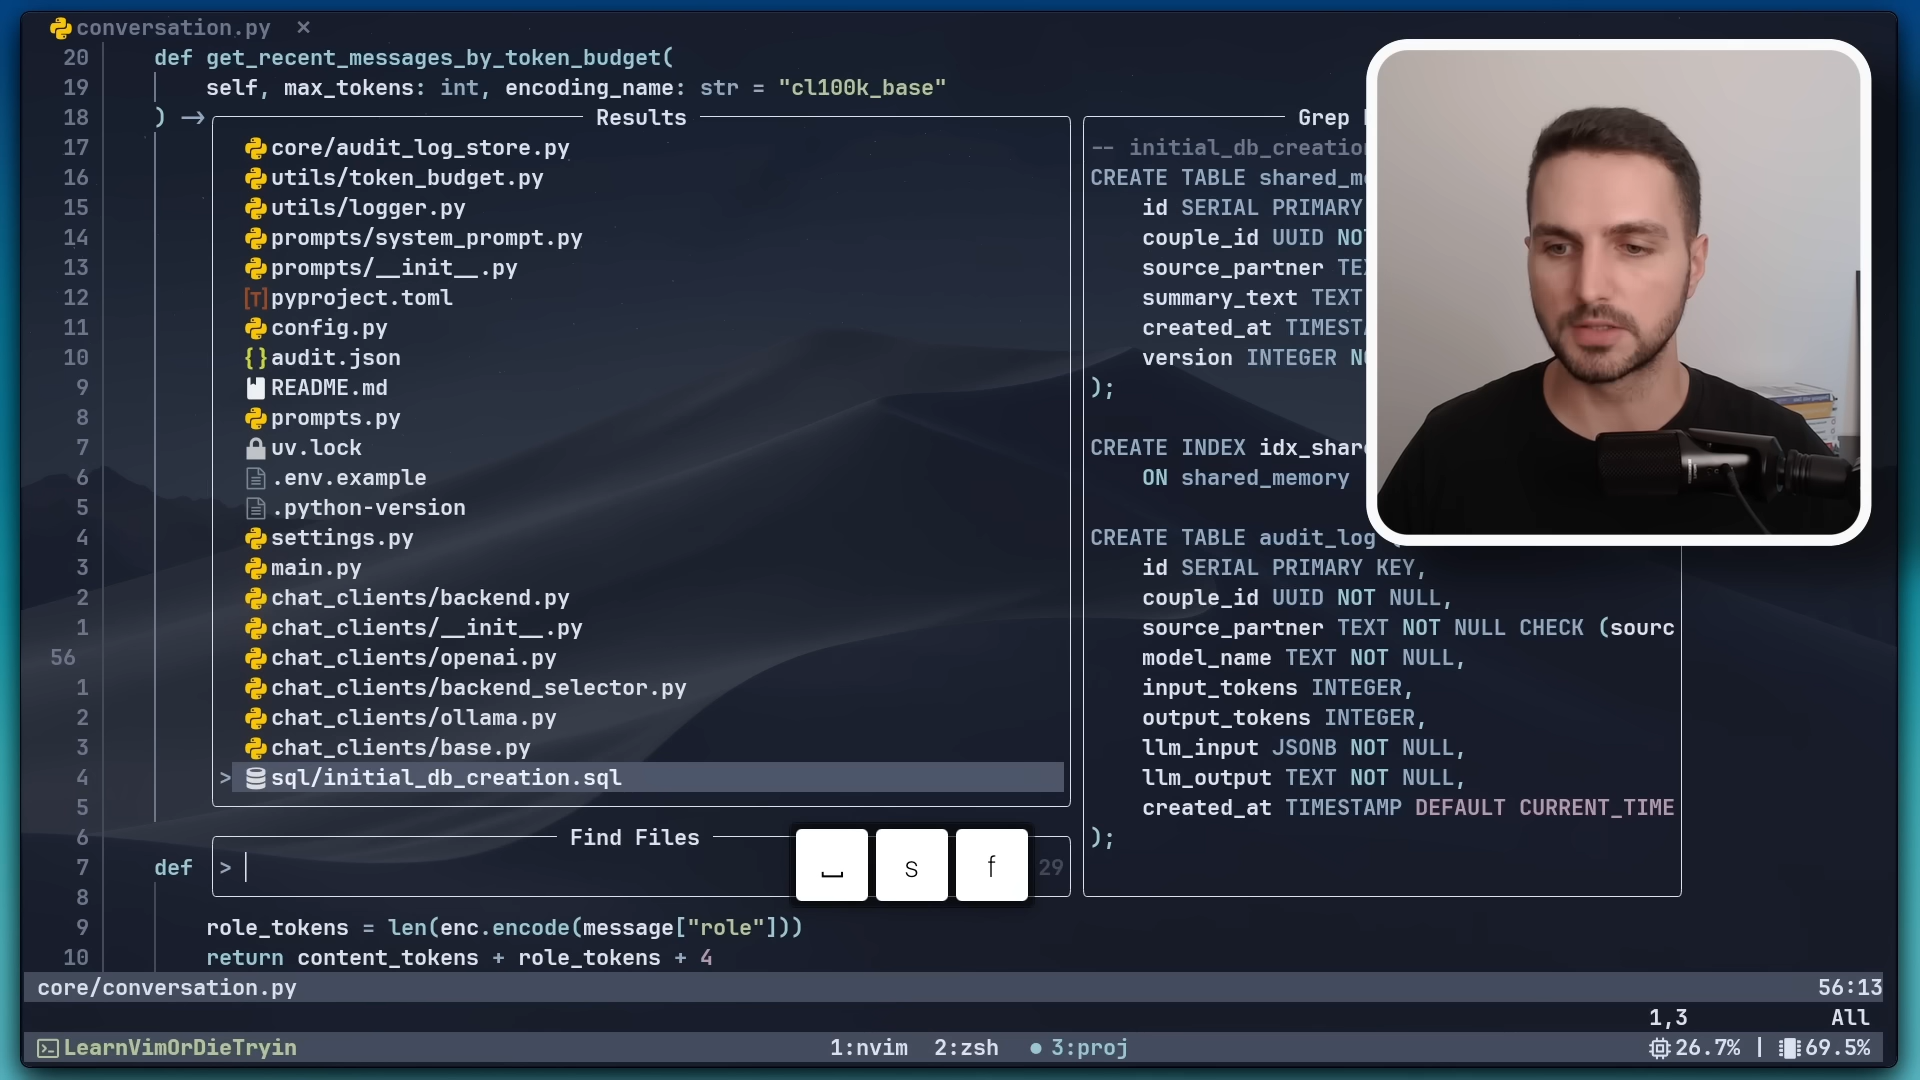 conversation.py ×
20 def get_recent_messages_by_token_budget(
19 self, max_tokens: int, encoding_name: str = "cl100k_base"
18 ) →
Results
17 core/audit_log_store.py
16 utils/token_budget.py
15 utils/logger.py
14 prompts/system_prompt.py
13 prompts/__init__.py
12 pyproject.toml
11 config.py
10 audit.json
9 README.md
8 prompts.py
7 uv.lock
6 .env.example
5 .python-version
4 settings.py
3 main.py
2 chat_clients/backend.py
1 chat_clients/__init__.py
56 chat_clients/openai.py
1 chat_clients/backend_selector.py
2 chat_clients/ollama.py
3 chat_clients/base.py
4 > sql/initial_db_creation.sql
5
6 Find Files
7 def > 29
8
9 role_tokens = len(enc.encode(message["role"]))
10 return content_tokens + role_tokens + 4
Grep
-- initial_db_creation
CREATE TABLE shared_m
id SERIAL PRIMARY
couple_id UUID NOT
source_partner TE
summary_text TEXT
created_at TIMESTA
version INTEGER N
);
CREATE INDEX idx_shar
ON shared_memory
CREATE TABLE audit_log (
id SERIAL PRIMARY KEY,
couple_id UUID NOT NULL,
source_partner TEXT NOT NULL CHECK (sourc
model_name TEXT NOT NULL,
input_tokens INTEGER,
output_tokens INTEGER,
llm_input JSONB NOT NULL,
llm_output TEXT NOT NULL,
created_at TIMESTAMP DEFAULT CURRENT_TIME
);
␣ s f
core/conversation.py 56:13
1,3 All
LearnVimOrDieTryin 1:nvim 2:zsh ● 3:proj 26.7% | 69.5%